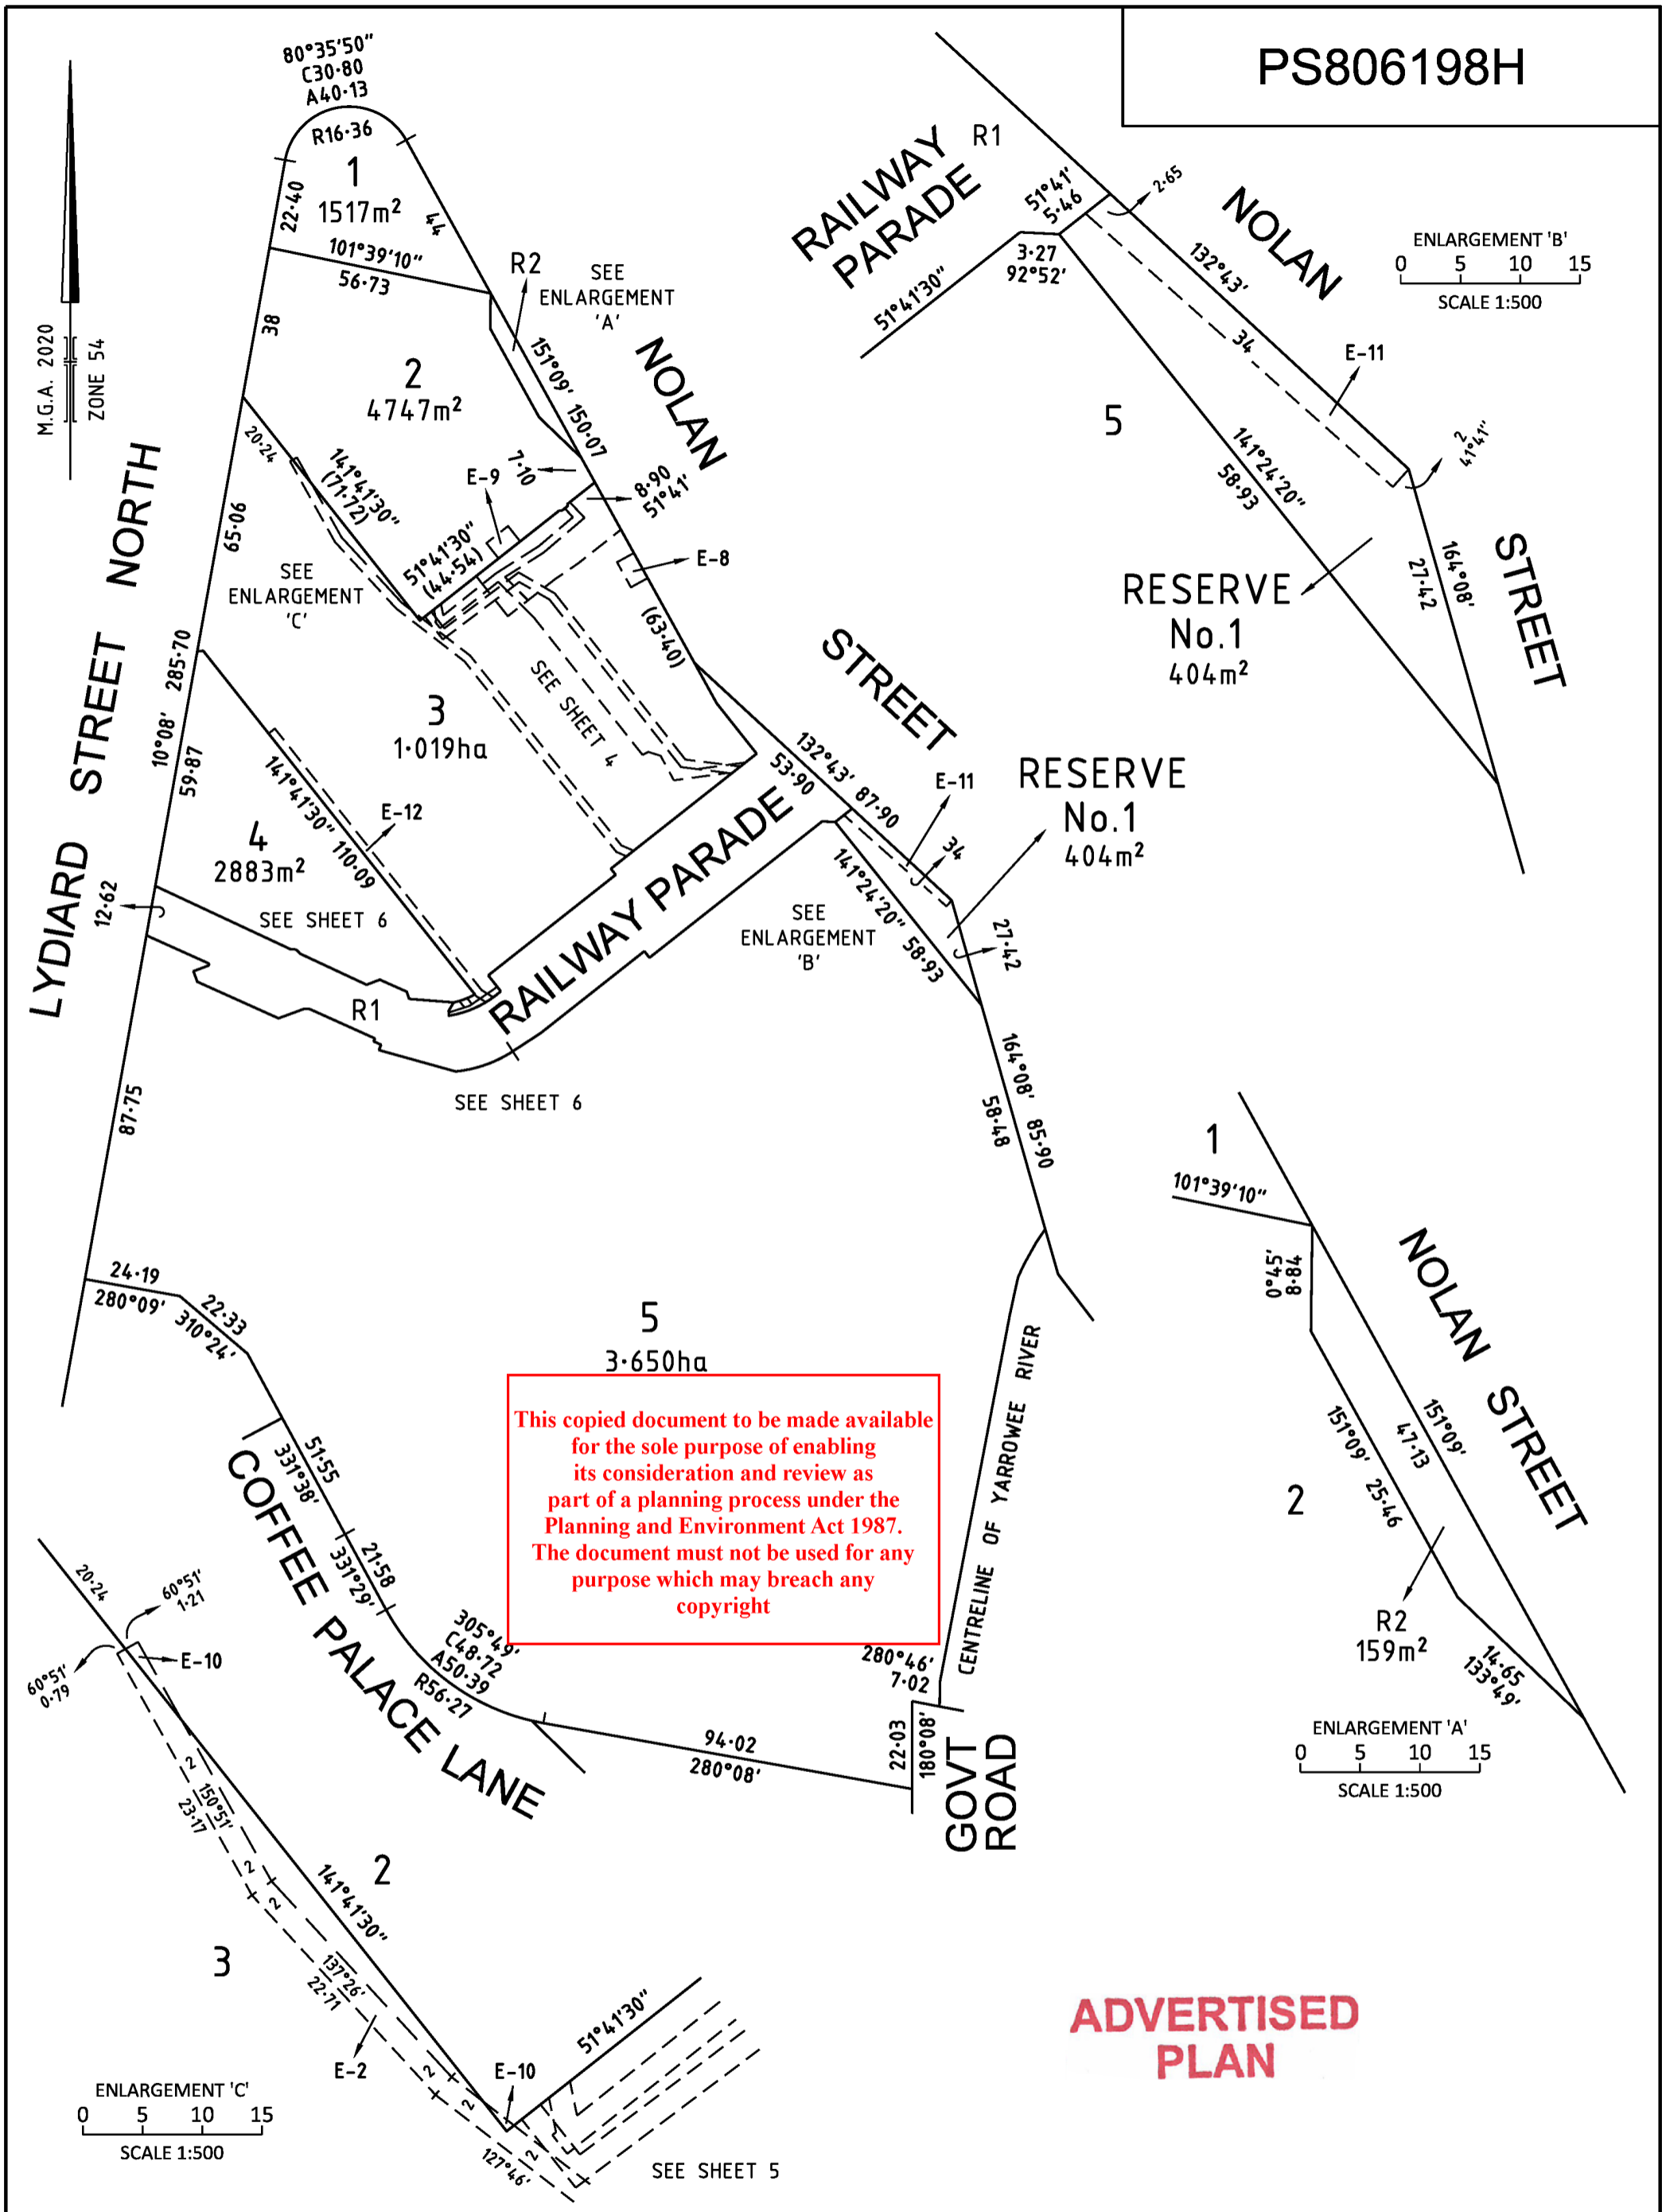 PS806198H
80°35'50"
C30·80
A40·13
R16·36
1
1517m²
22·40
44
101°39'10"
56·73
R2
SEE
ENLARGEMENT
'A'
M.G.A. 2020
ZONE 54
38
2
4747m²
151°09' 150·07
NOLAN
STREET
20·24
141°41'30"
(71·72)
E-9
7·10
8·90
51°41'
51°41'30"
(44·54)
E-8
(63·40)
65·06
SEE
ENLARGEMENT
'C'
LYDIARD STREET NORTH
10°08' 285·70
59·87
3
1·019ha
SEE SHEET 4
141°41'30" 110·09
E-12
4
2883m²
12·62
SEE SHEET 6
R1
RAILWAY PARADE
53·90
132°43' 87·90
E-11
34
RESERVE
No.1
404m²
141°24'20" 58·93
27·42
SEE
ENLARGEMENT
'B'
SEE SHEET 6
87·75
164°08' 85·90
58·48
24·19
280°09'
22·33
310°24'
5
3·650ha
51·55
331°38'
21·58
331°29'
COFFEE PALACE LANE
305°49'
C48·72
A50·39
R56·27
94·02
280°08'
280°46'
7·02
22·03
180°08'
GOVT
ROAD
CENTRELINE OF YARROWEE RIVER
This copied document to be made available
for the sole purpose of enabling
its consideration and review as
part of a planning process under the
Planning and Environment Act 1987.
The document must not be used for any
purpose which may breach any
copyright
RAILWAY
PARADE
R1
51°41'
5·46
2·65
NOLAN
STREET
ENLARGEMENT 'B'
0 5 10 15
SCALE 1:500
3·27
92°52'
51°41'30"
132°43'
34
E-11
5
141°24'20"
58·93
2
41°41"
164°08'
27·42
RESERVE
No.1
404m²
1
101°39'10"
0°45'
8·84
NOLAN STREET
151°09'
47·13
151°09' 25·46
2
R2
159m²
14·65
133°49'
ENLARGEMENT 'A'
0 5 10 15
SCALE 1:500
20·24
60°51'
1·21
E-10
60°51'
0·79
2
150°51'
23·17
2
2
2
141°41'30"
3
137°26'
22·71
E-2
2
2
E-10
51°41'30"
2
127°46'
SEE SHEET 5
ENLARGEMENT 'C'
0 5 10 15
SCALE 1:500
ADVERTISED
PLAN